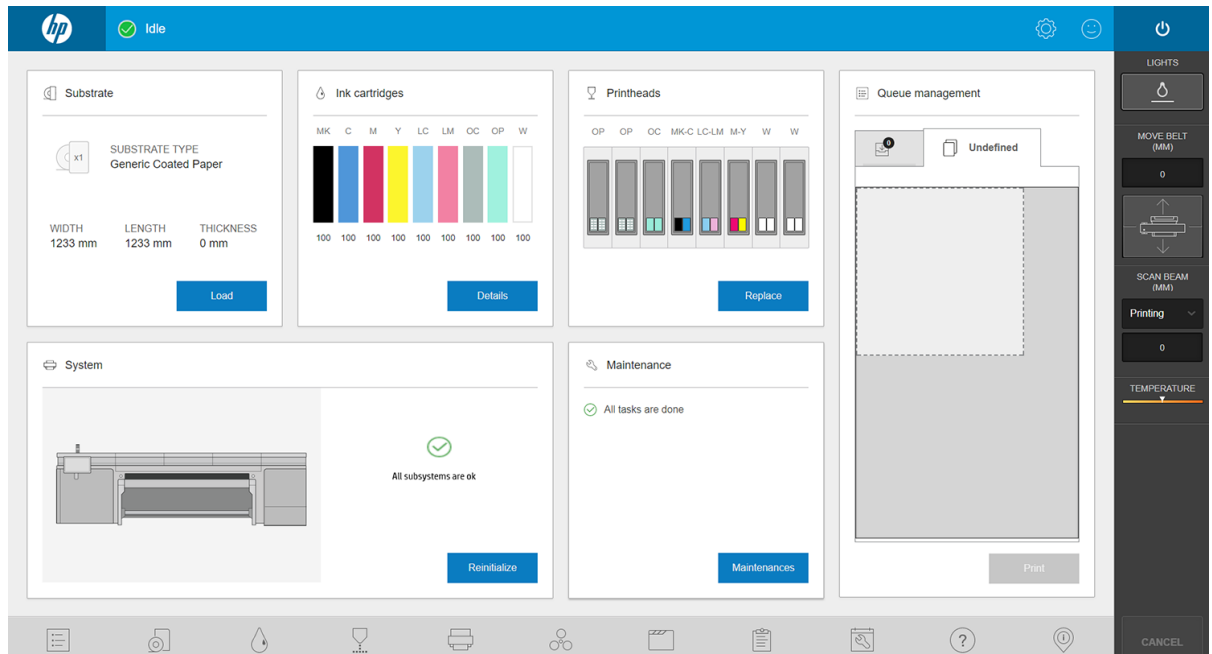 hp
Idle
LIGHTS
MOVE BELT
(MM)
0
SCAN BEAM
(MM)
Printing
0
TEMPERATURE
CANCEL
Substrate
x1
SUBSTRATE TYPE
Generic Coated Paper
WIDTH LENGTH THICKNESS
1233 mm 1233 mm 0 mm
Load
Ink cartridges
MK C M Y LC LM OC OP W
100 100 100 100 100 100 100 100 100
Details
Printheads
OP OP OC MK-C LC-LM M-Y W W
Replace
Queue management
0
Undefined
Print
System
All subsystems are ok
Reinitialize
Maintenance
All tasks are done
Maintenances
?